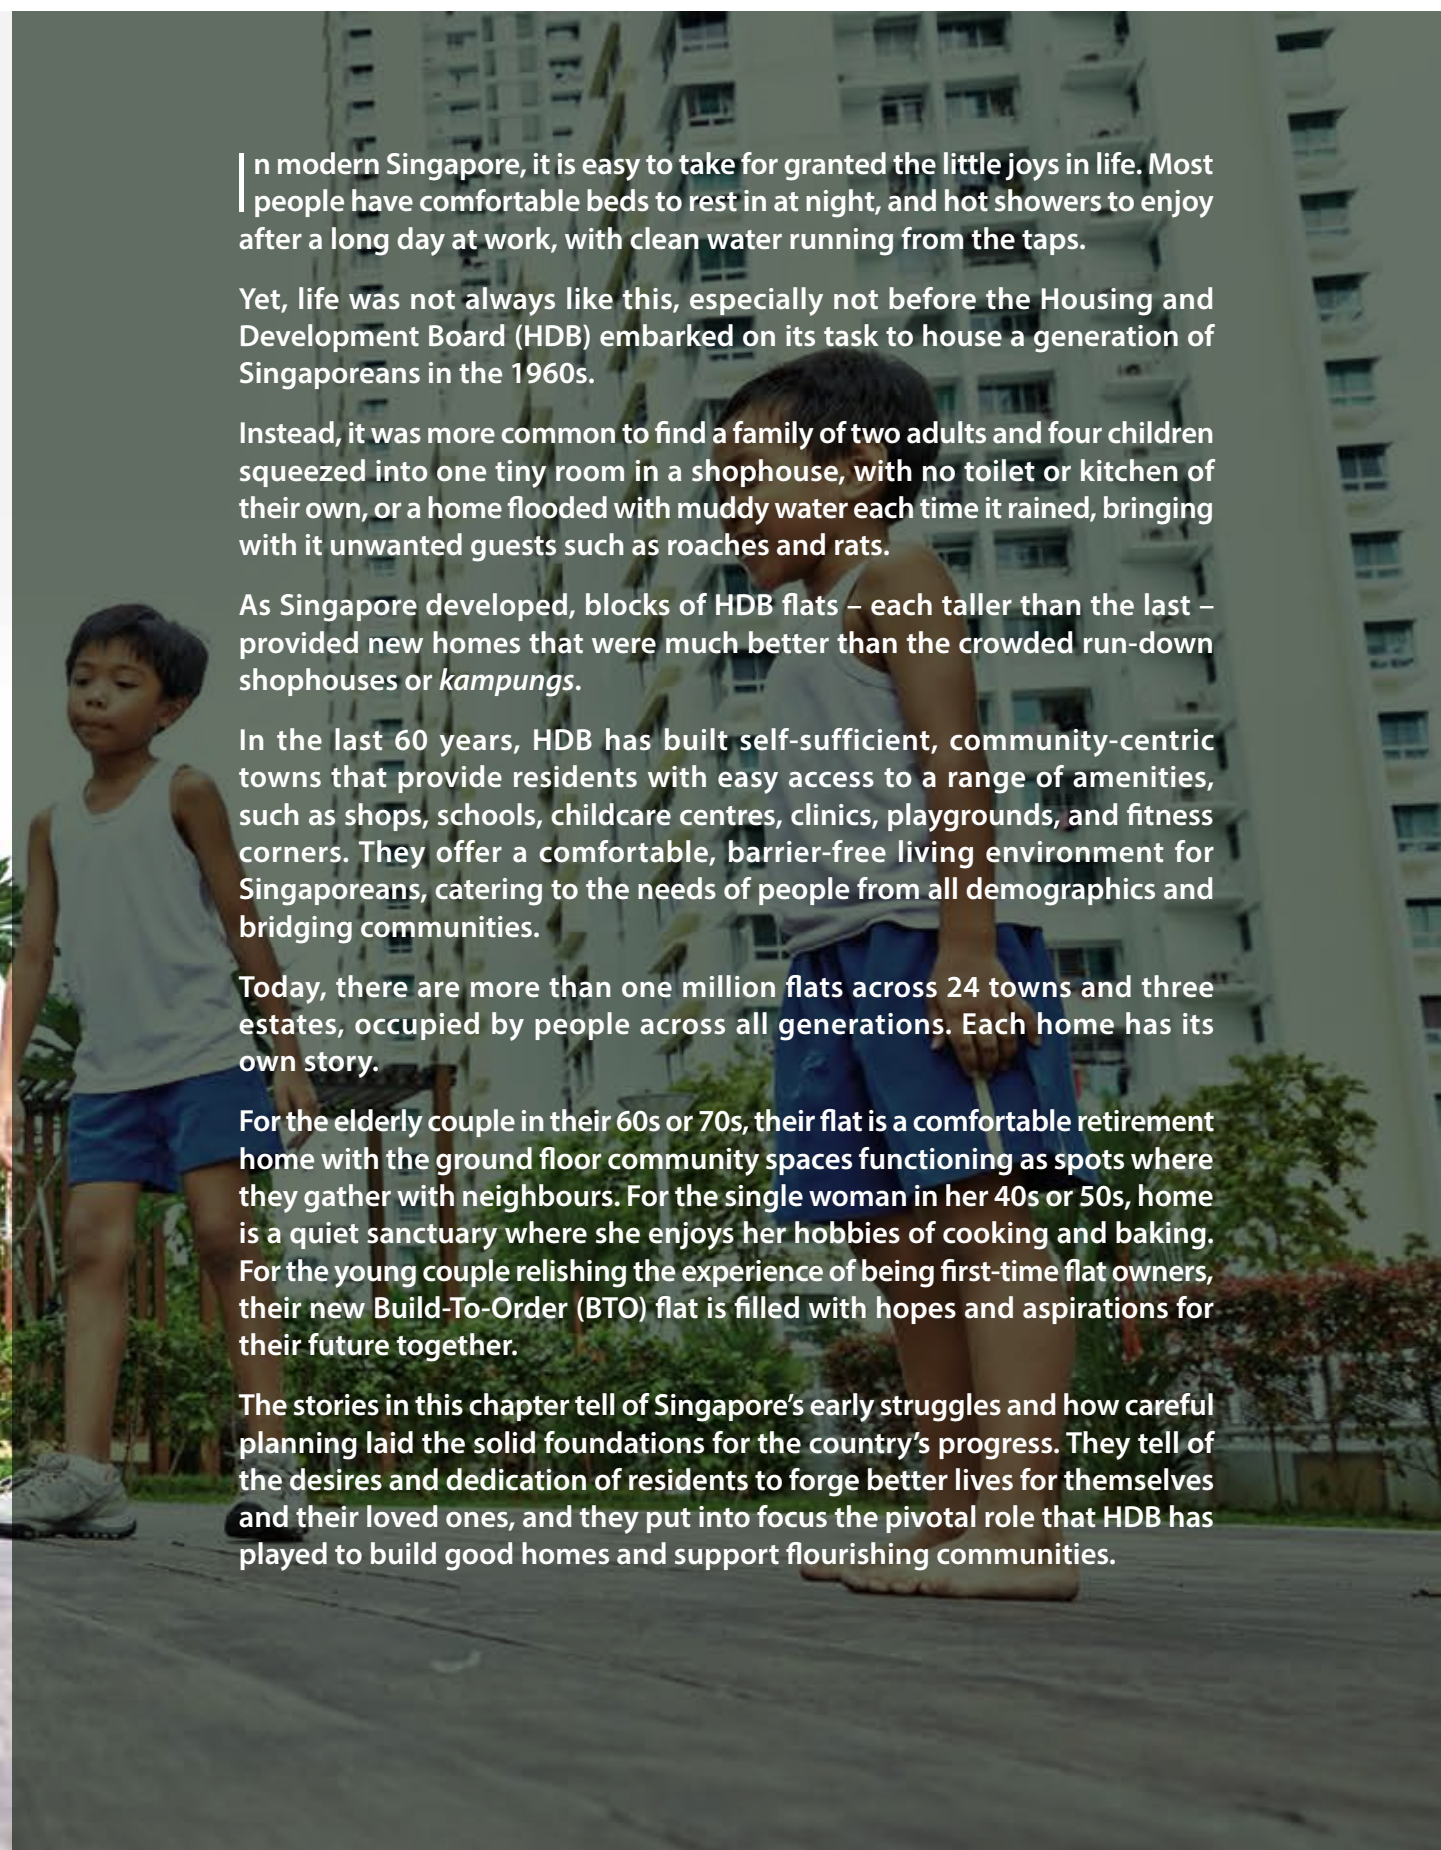 In modern Singapore, it is easy to take for granted the little joys in life. Most
people have comfortable beds to rest in at night, and hot showers to enjoy
after a long day at work, with clean water running from the taps.
Yet, life was not always like this, especially not before the Housing and
Development Board (HDB) embarked on its task to house a generation of
Singaporeans in the 1960s.
Instead, it was more common to find a family of two adults and four children
squeezed into one tiny room in a shophouse, with no toilet or kitchen of
their own, or a home flooded with muddy water each time it rained, bringing
with it unwanted guests such as roaches and rats.
As Singapore developed, blocks of HDB flats – each taller than the last –
provided new homes that were much better than the crowded run-down
shophouses or kampungs.
In the last 60 years, HDB has built self-sufficient, community-centric
towns that provide residents with easy access to a range of amenities,
such as shops, schools, childcare centres, clinics, playgrounds, and fitness
corners. They offer a comfortable, barrier-free living environment for
Singaporeans, catering to the needs of people from all demographics and
bridging communities.
Today, there are more than one million flats across 24 towns and three
estates, occupied by people across all generations. Each home has its
own story.
For the elderly couple in their 60s or 70s, their flat is a comfortable retirement
home with the ground floor community spaces functioning as spots where
they gather with neighbours. For the single woman in her 40s or 50s, home
is a quiet sanctuary where she enjoys her hobbies of cooking and baking.
For the young couple relishing the experience of being first-time flat owners,
their new Build-To-Order (BTO) flat is filled with hopes and aspirations for
their future together.
The stories in this chapter tell of Singapore’s early struggles and how careful
planning laid the solid foundations for the country’s progress. They tell of
the desires and dedication of residents to forge better lives for themselves
and their loved ones, and they put into focus the pivotal role that HDB has
played to build good homes and support flourishing communities.